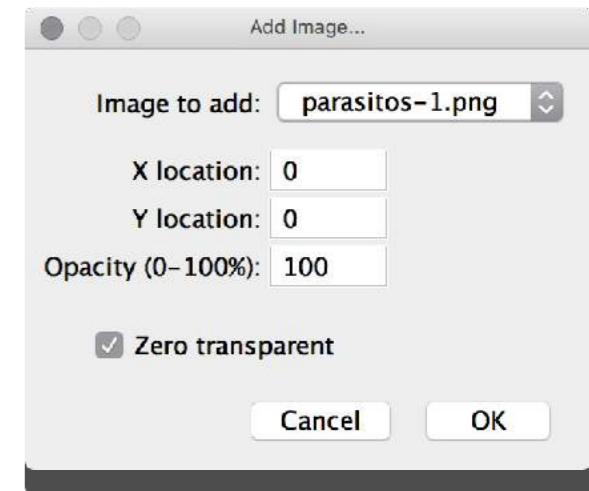 Add Image...
Image to add: parasitos-1.png
X location: 0
Y location: 0
Opacity (0-100%): 100
Zero transparent
Cancel OK